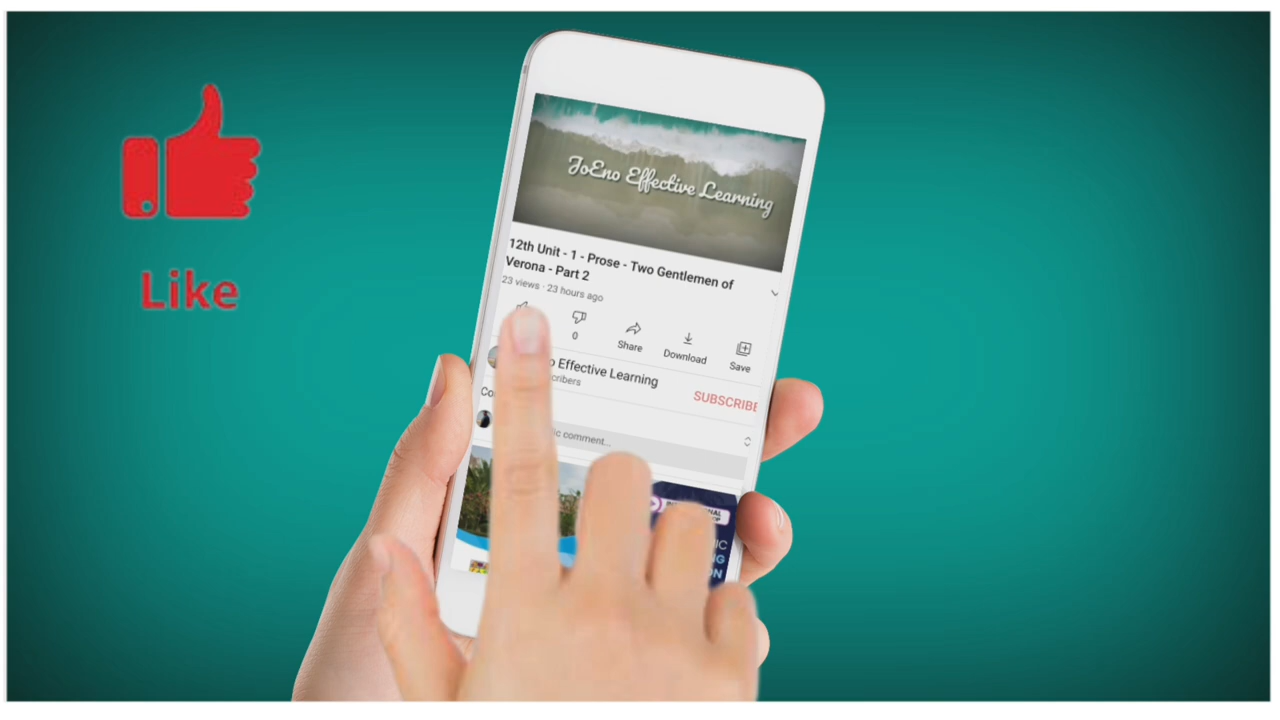 Like
JoEno Effective Learning
12th Unit - 1 - Prose - Two Gentlemen of
Verona - Part 2
23 views · 23 hours ago
0
Share
Download
Save
Effective Learning
SUBSCRIBE
comment...